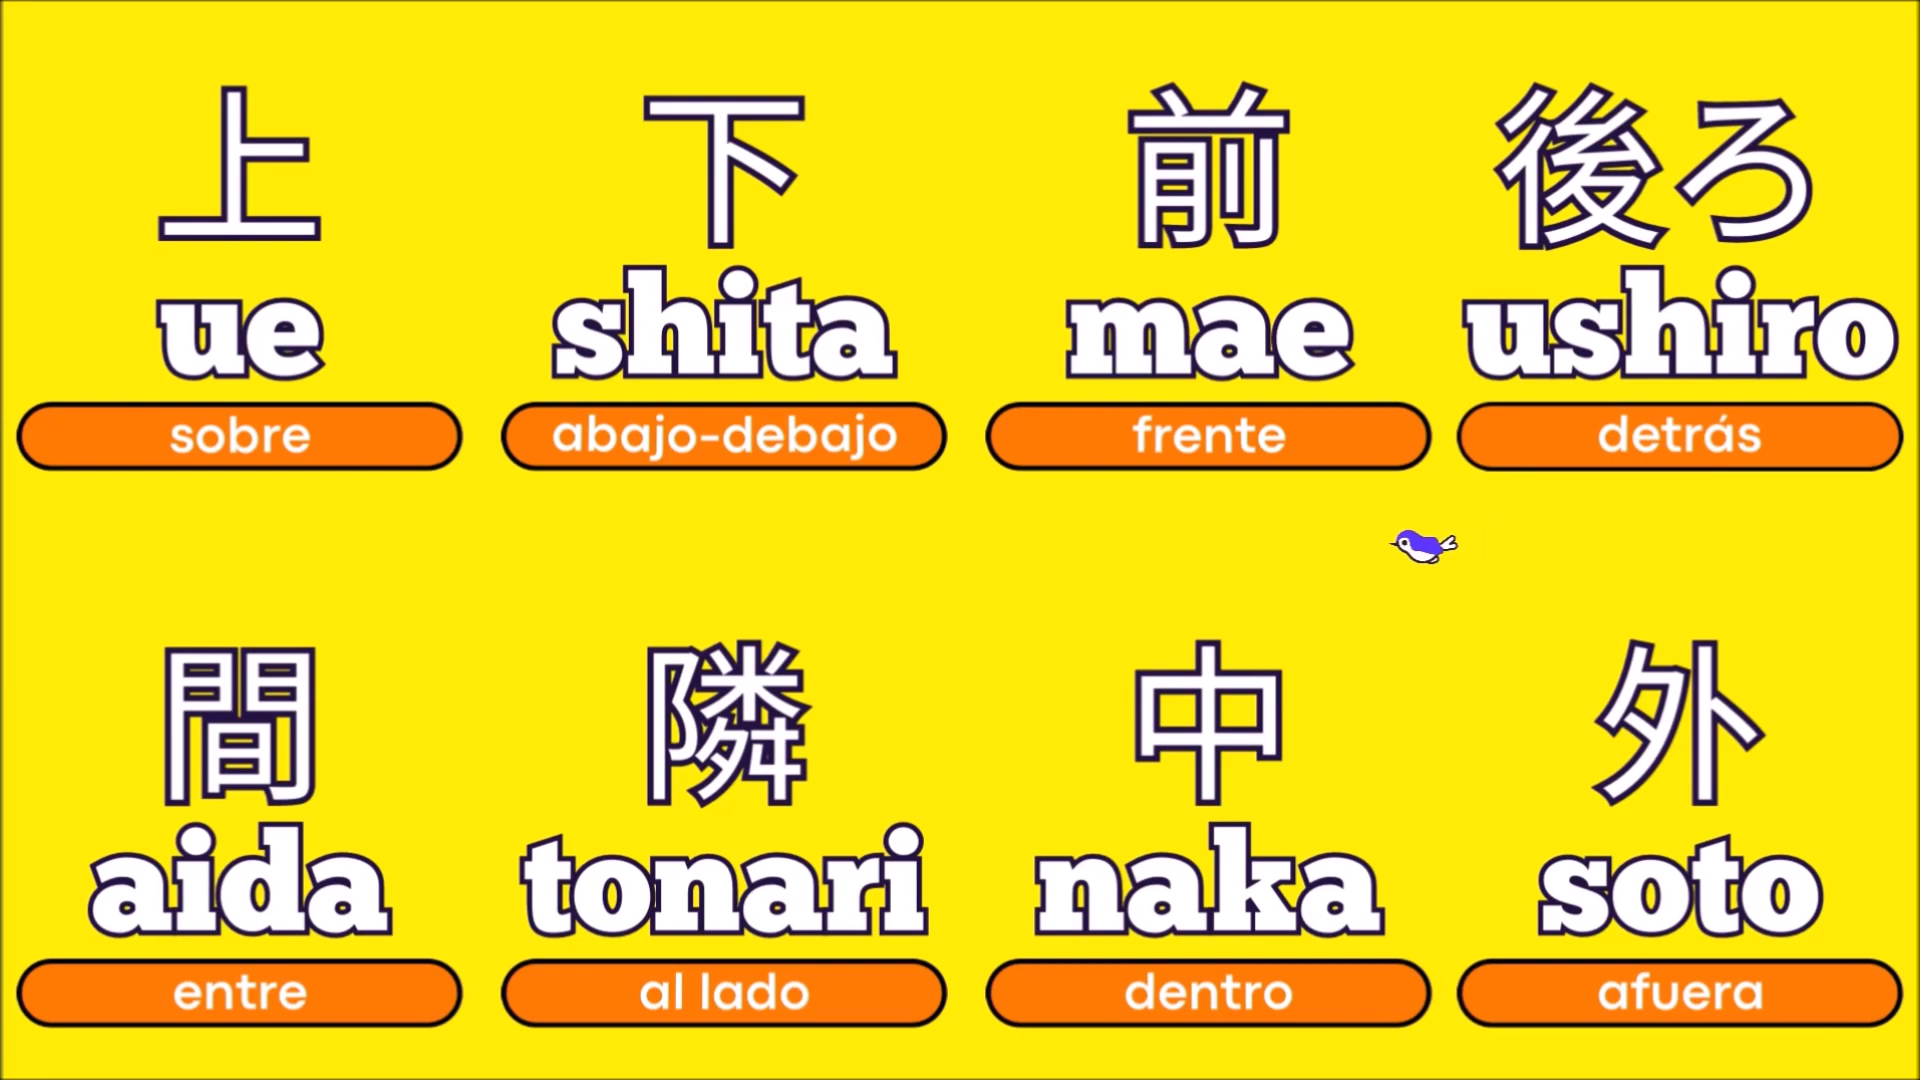 上 下 前 後ろ
ue shita mae ushiro
sobre abajo-debajo frente detrás
間 隣 中 外
aida tonari naka soto
entre al lado dentro afuera